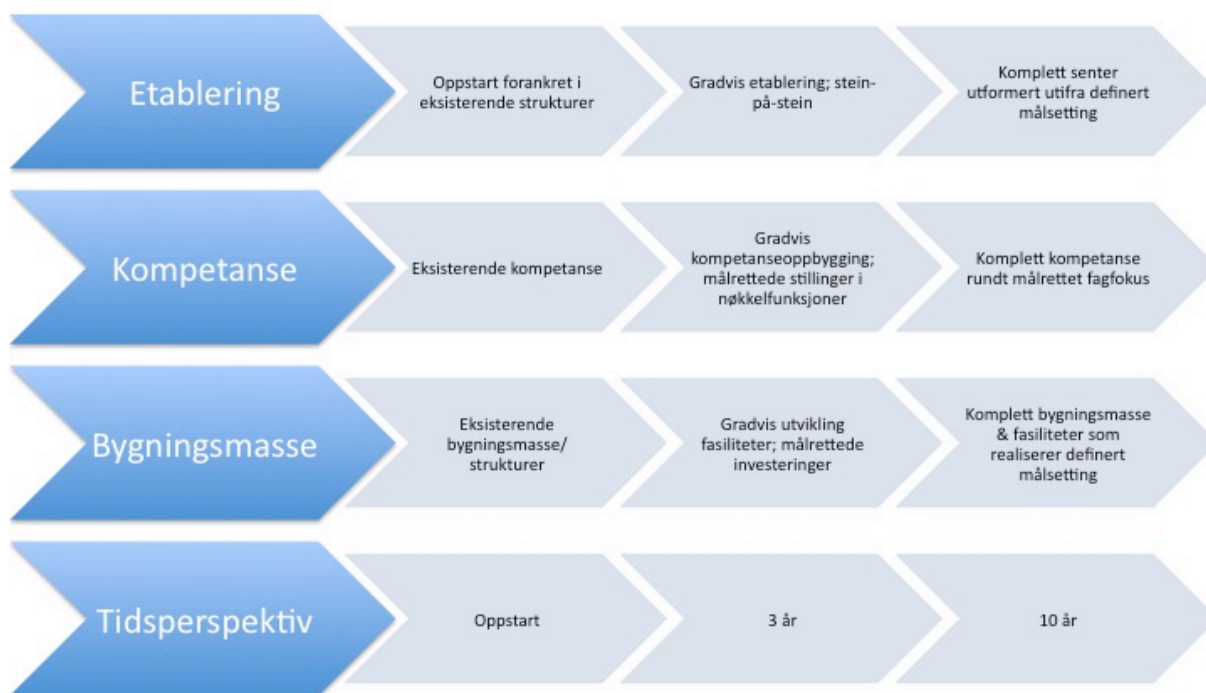 Etablering
Oppstart forankret i
eksisterende strukturer
Gradvis etablering; stein-
på-stein
Komplett senter
utformert utifra definert
målsetting
Kompetanse
Eksisterende kompetanse
Gradvis
kompetanseoppbygging;
målrettede stillinger i
nøkkelfunksjoner
Komplett kompetanse
rundt målrettet fagfokus
Bygningsmasse
Eksisterende
bygningsmasse/
strukturer
Gradvis utvikling
fasiliteter; målrettede
investeringer
Komplett bygningsmasse
& fasiliteter som
realiserer definert
målsetting
Tidsperspektiv
Oppstart
3 år
10 år